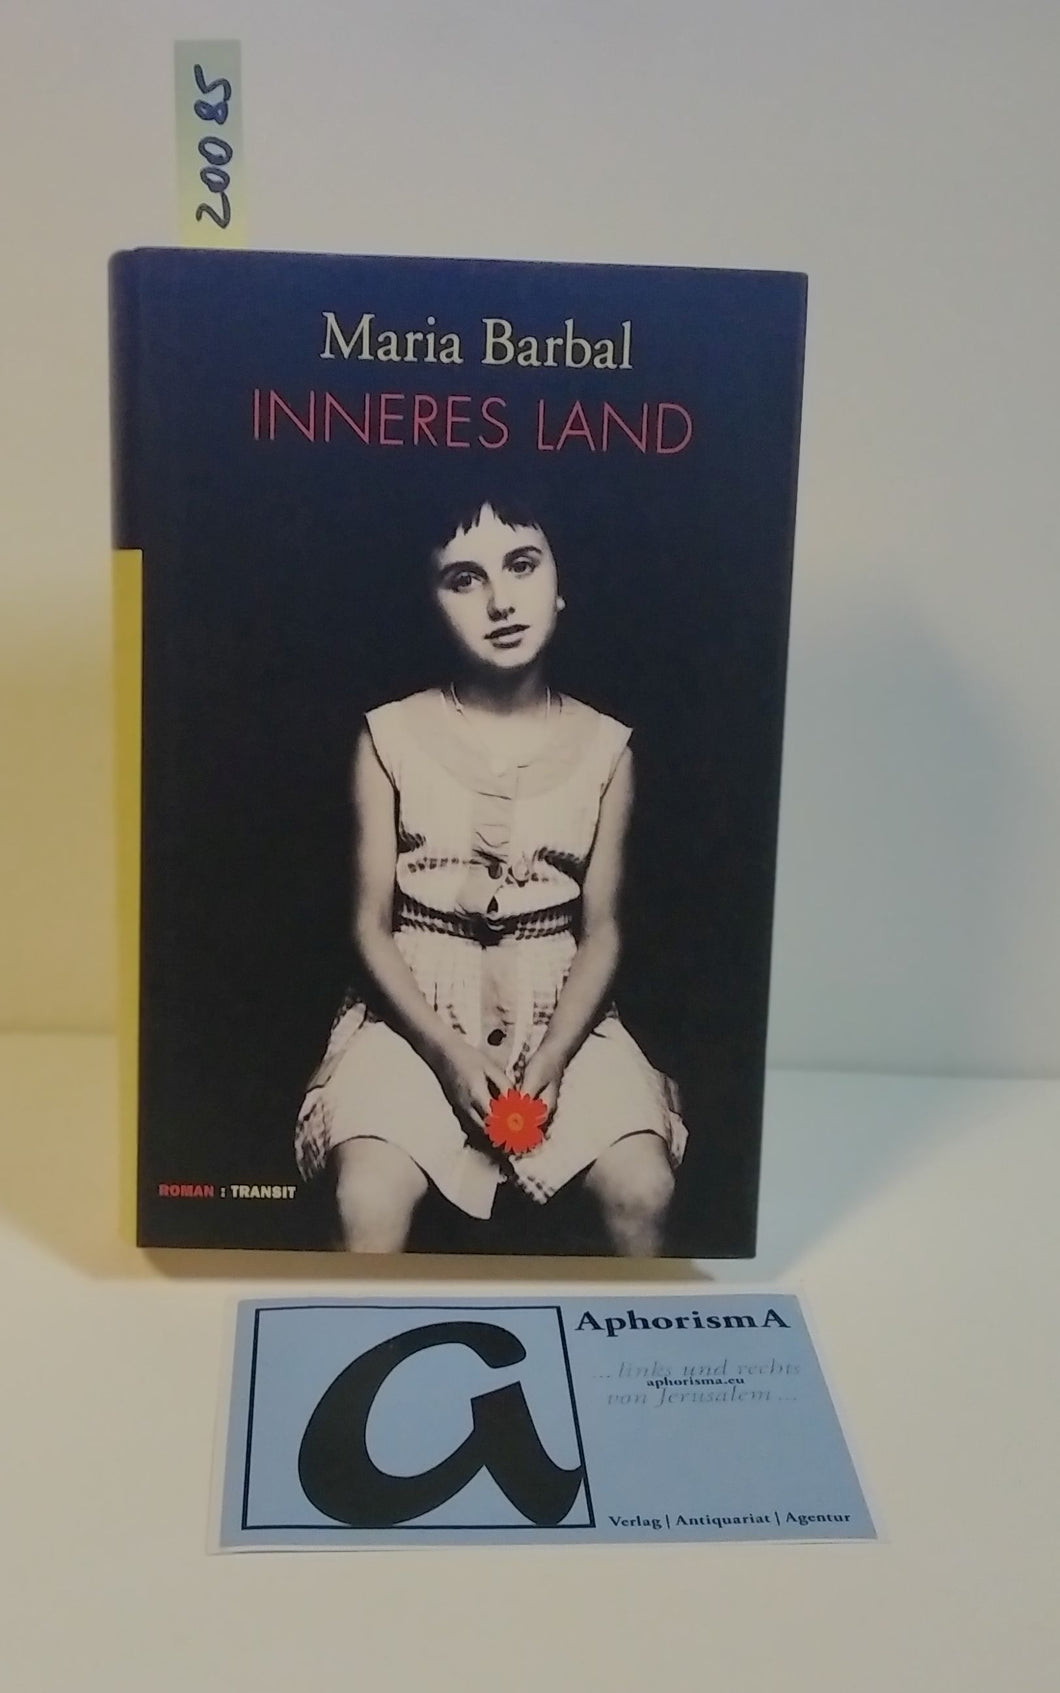 20085
Maria Barbal
INNERES LAND
ROMAN : TRANSIT
a
AphorismA
...links und rechts
aphorisma.eu
von Jerusalem...
Verlag | Antiquariat | Agentur